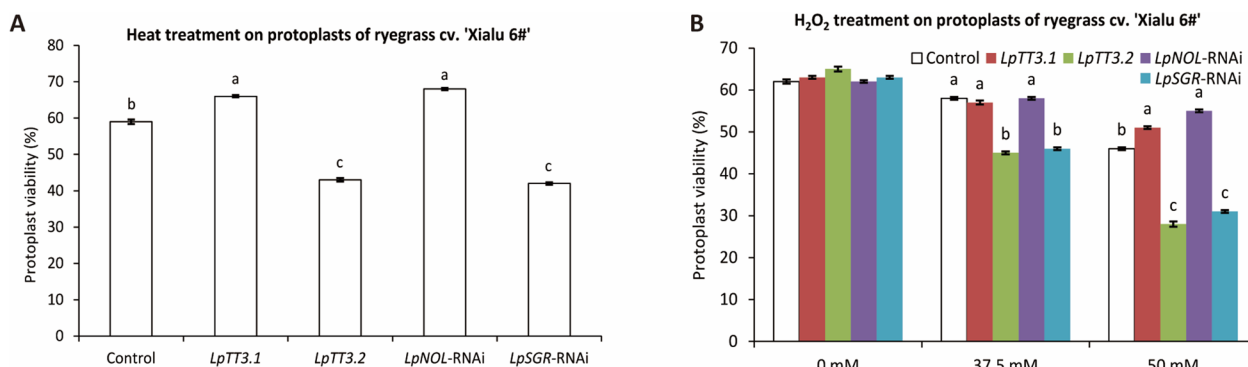 A
Heat treatment on protoplasts of ryegrass cv. 'Xialu 6#'
Protoplast viability (%)
80
70
60
50
40
30
20
10
0
b
a
c
a
c
Control
LpTT3.1
LpTT3.2
LpNOL-RNAi
LpSGR-RNAi
B
H₂O₂ treatment on protoplasts of ryegrass cv. 'Xialu 6#'
Control LpTT3.1 LpTT3.2 LpNOL-RNAi
LpSGR-RNAi
Protoplast viability (%)
70
60
50
40
30
20
10
0
a a b a b
b a c a c
0 mM
37.5 mM
50 mM